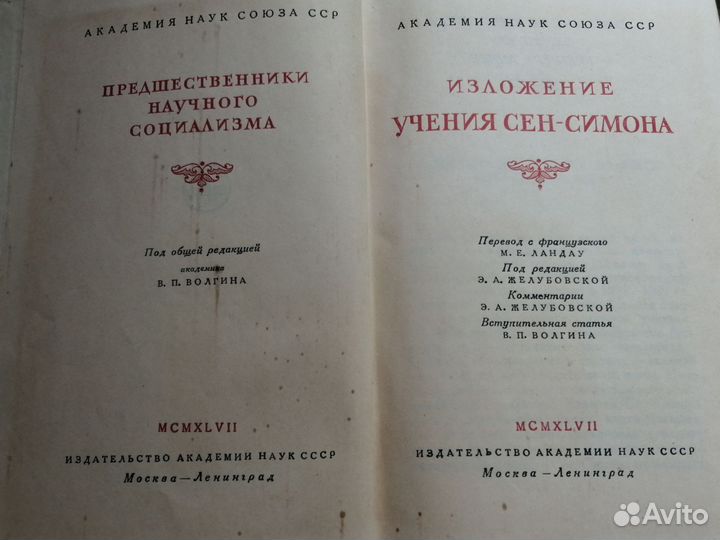 АКАДЕМИЯ НАУК СОЮЗА ССР
ПРЕДШЕСТВЕННИКИ
НАУЧНОГО
СОЦИАЛИЗМА
Под общей редакцией
академика
В. П. ВОЛГИНА
MCMXLVII
ИЗДАТЕЛЬСТВО АКАДЕМИИ НАУК СССР
Москва — Ленинград
АКАДЕМИЯ НАУК СОЮЗА ССР
ИЗЛОЖЕНИЕ
УЧЕНИЯ СЕН-СИМОНА
Перевод с французского
М. Е. ЛАНДАУ
Под редакцией
Э. А. ЖЕЛУБОВСКОЙ
Комментарии
Э. А. ЖЕЛУБОВСКОЙ
Вступительная статья
В. П. ВОЛГИНА
MCMXLVII
ИЗДАТЕЛЬСТВО АКАДЕМИИ НАУК СССР
Москва — Ленинград
Avito